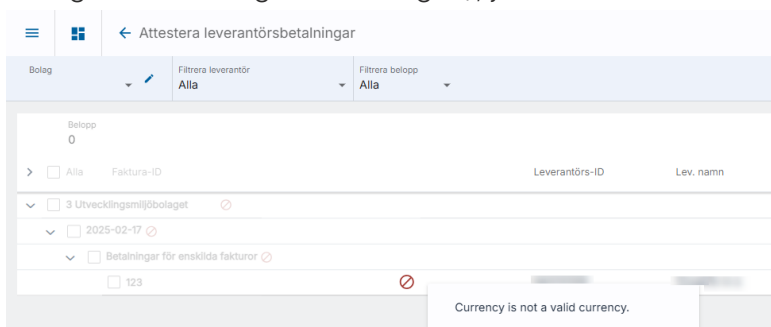 Attestera leverantörsbetalningar
Bolag
Filtrera leverantör
Alla
Filtrera belopp
Alla
Belopp
0
Alla Faktura-ID Leverantörs-ID Lev. namn
3 Utvecklingsmiljöbolaget
2025-02-17
Betalningar för enskilda fakturor
123
Currency is not a valid currency.